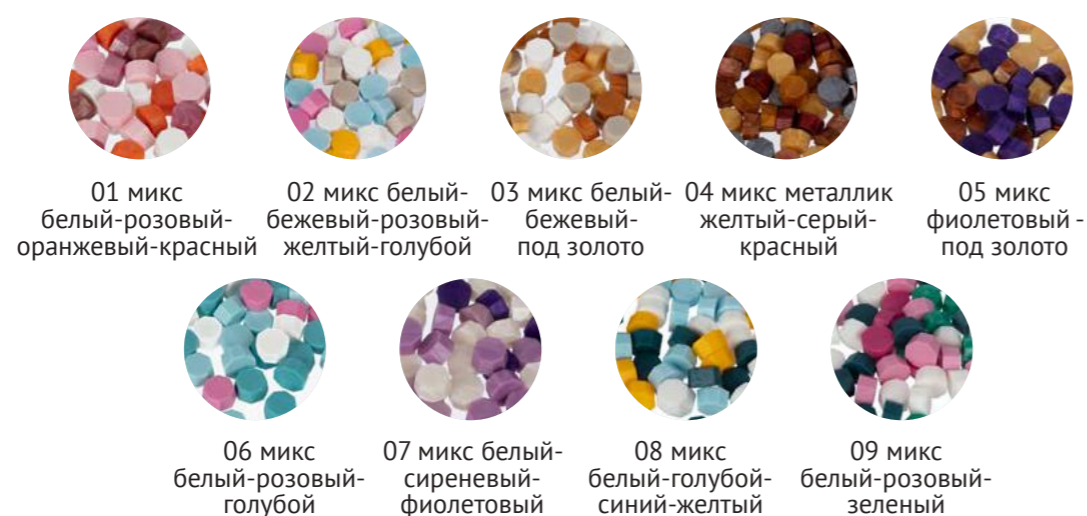 01 микс
белый-розовый-
оранжевый-красный
02 микс белый-
бежевый-розовый-
желтый-голубой
03 микс белый-
бежевый-
под золото
04 микс металлик
желтый-серый-
красный
05 микс
фиолетовый -
под золото
06 микс
белый-розовый-
голубой
07 микс белый-
сиреневый-
фиолетовый
08 микс
белый-голубой-
синий-желтый
09 микс
белый-розовый-
зеленый